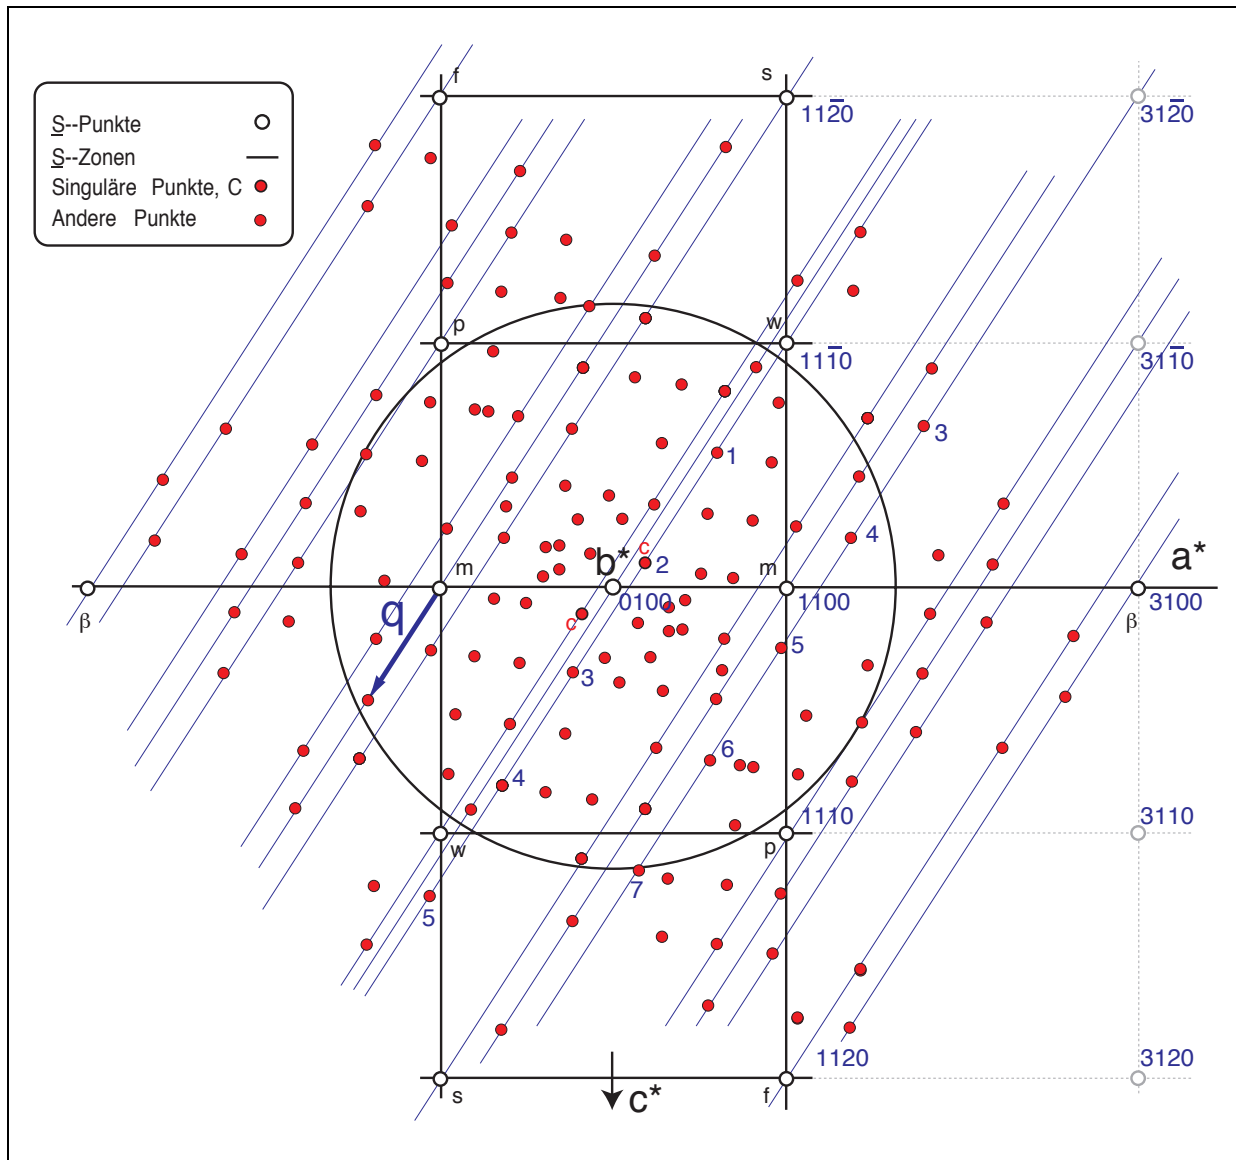 f
s
S--Punkte
S--Zonen
Singuläre Punkte, C
Andere Punkte
112̅0
312̅0
p
w
111̅0
311̅0
3
1
4
c
b*
2
m
m
a*
q
0100
1100
3100
β
β
c
5
3
6
4
1110
3110
w
p
7
5
1120
3120
s
c*
f